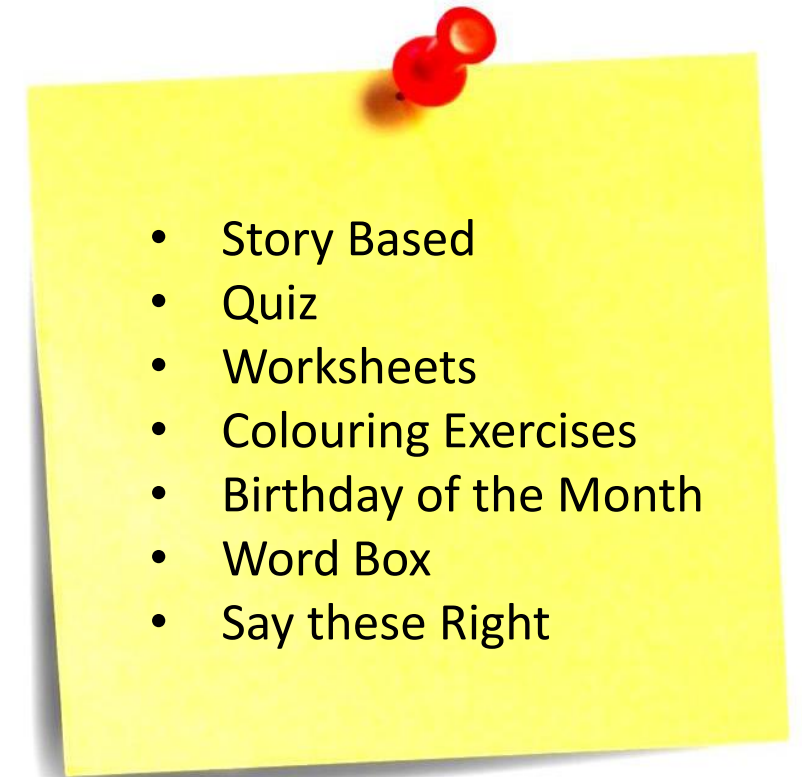 • Story Based
• Quiz
• Worksheets
• Colouring Exercises
• Birthday of the Month
• Word Box
• Say these Right